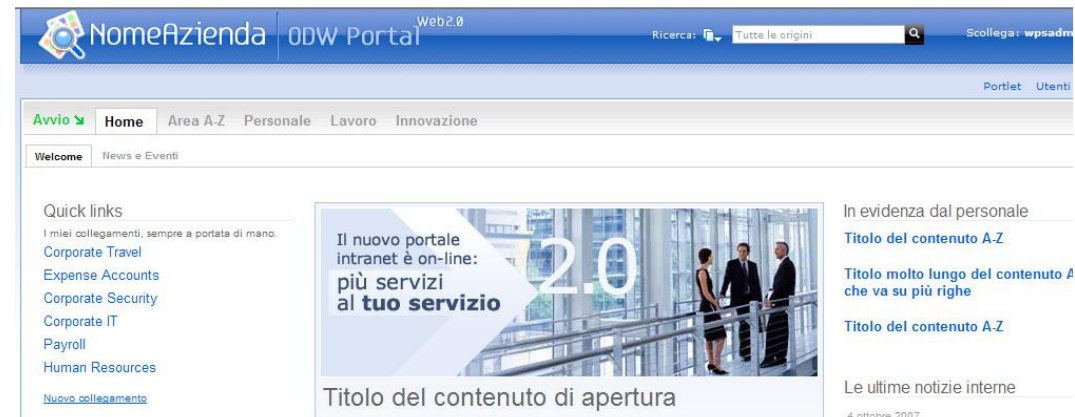 NomeAzienda ODW Portal Web2.0
Ricerca: Tutte le origini
Scollega: wpsadm
Portlet Utenti
Avvio Home Area A-Z Personale Lavoro Innovazione
Welcome News e Eventi
Quick links
I miei collegamenti, sempre a portata di mano.
Corporate Travel
Expense Accounts
Corporate Security
Corporate IT
Payroll
Human Resources
Nuovo collegamento
Il nuovo portale
intranet è on-line:
più servizi
al tuo servizio
2.0
Titolo del contenuto di apertura
In evidenza dal personale
Titolo del contenuto A-Z
Titolo molto lungo del contenuto A
che va su più righe
Titolo del contenuto A-Z
Le ultime notizie interne
4 ottobre 2007